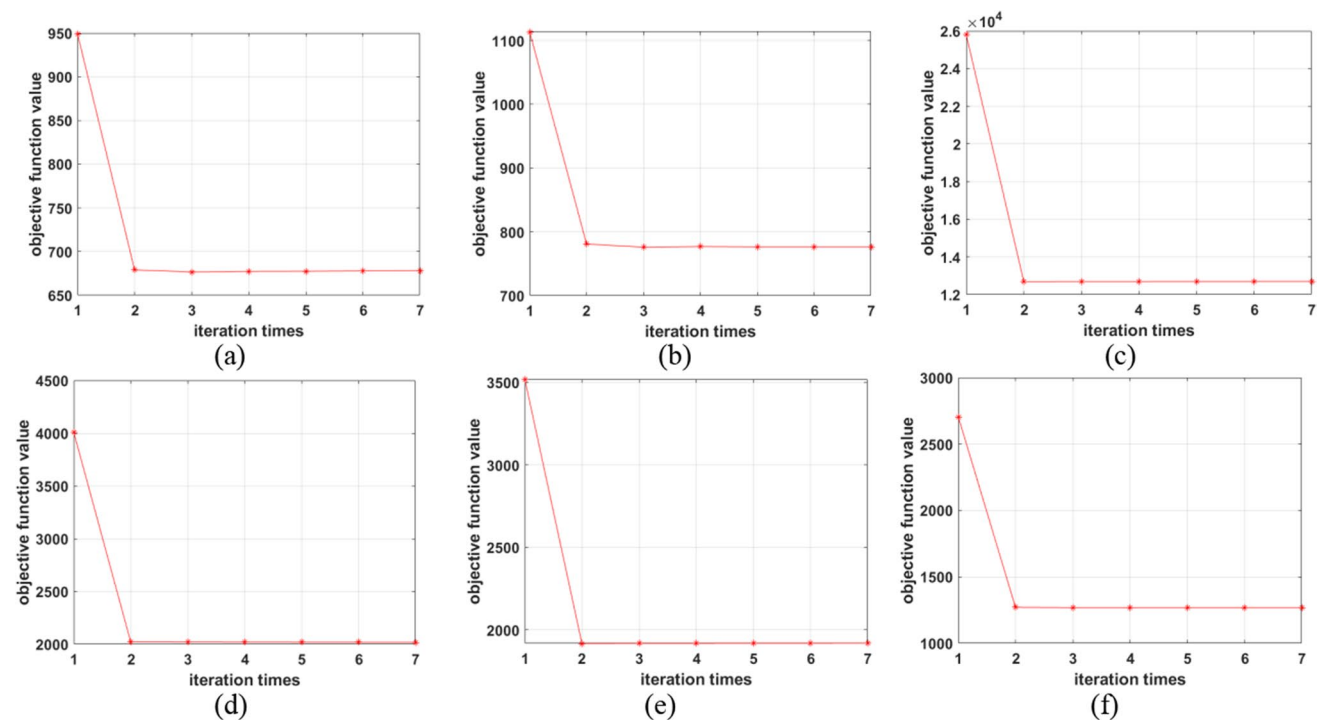 950
900
850
800
750
700
650
objective function value
1 2 3 4 5 6 7
iteration times
(a)
1100
1000
900
800
700
objective function value
1 2 3 4 5 6 7
iteration times
(b)
×10⁴
2.6
2.4
2.2
2
1.8
1.6
1.4
1.2
objective function value
1 2 3 4 5 6 7
iteration times
(c)
4500
4000
3500
3000
2500
2000
objective function value
1 2 3 4 5 6 7
iteration times
(d)
3500
3000
2500
2000
objective function value
1 2 3 4 5 6 7
iteration times
(e)
3000
2500
2000
1500
1000
objective function value
1 2 3 4 5 6 7
iteration times
(f)